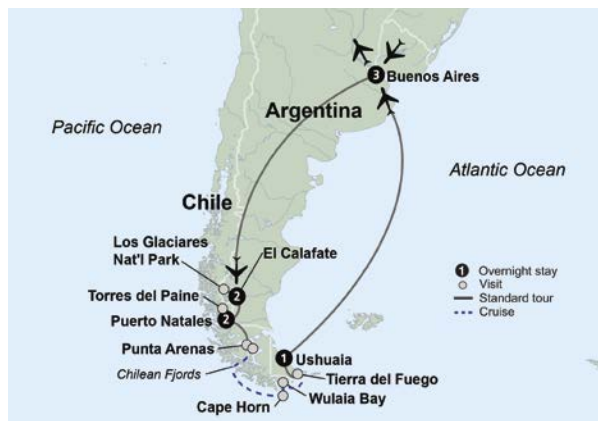 3 Buenos Aires
Argentina
Pacific Ocean
Atlantic Ocean
Chile
Los Glaciares
Nat'l Park
El Calafate
2
Torres del Paine
Puerto Natales 2
Punta Arenas
Chilean Fjords
1 Ushuaia
Tierra del Fuego
Wulaia Bay
Cape Horn
1 Overnight stay
Visit
Standard tour
Cruise